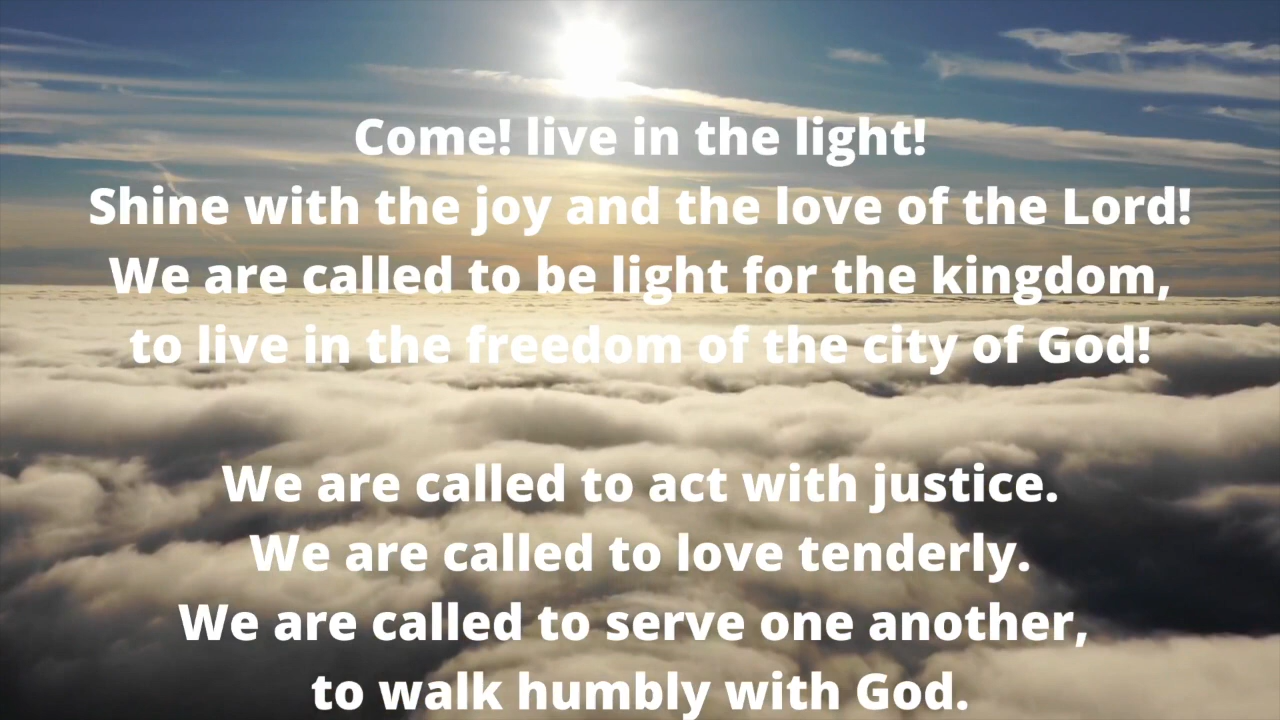 Come! live in the light!
Shine with the joy and the love of the Lord!
We are called to be light for the kingdom,
to live in the freedom of the city of God!
We are called to act with justice.
We are called to love tenderly.
We are called to serve one another,
to walk humbly with God.